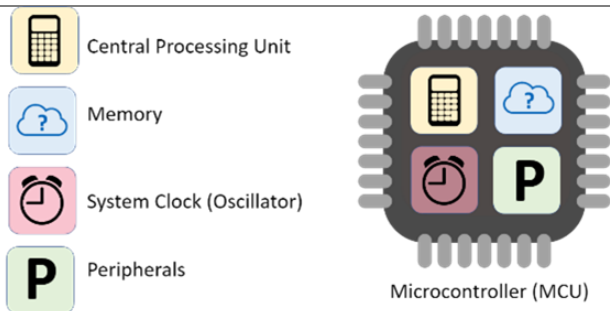 Central Processing Unit
?
Memory
?
System Clock (Oscillator)
P
P
Peripherals
Microcontroller (MCU)